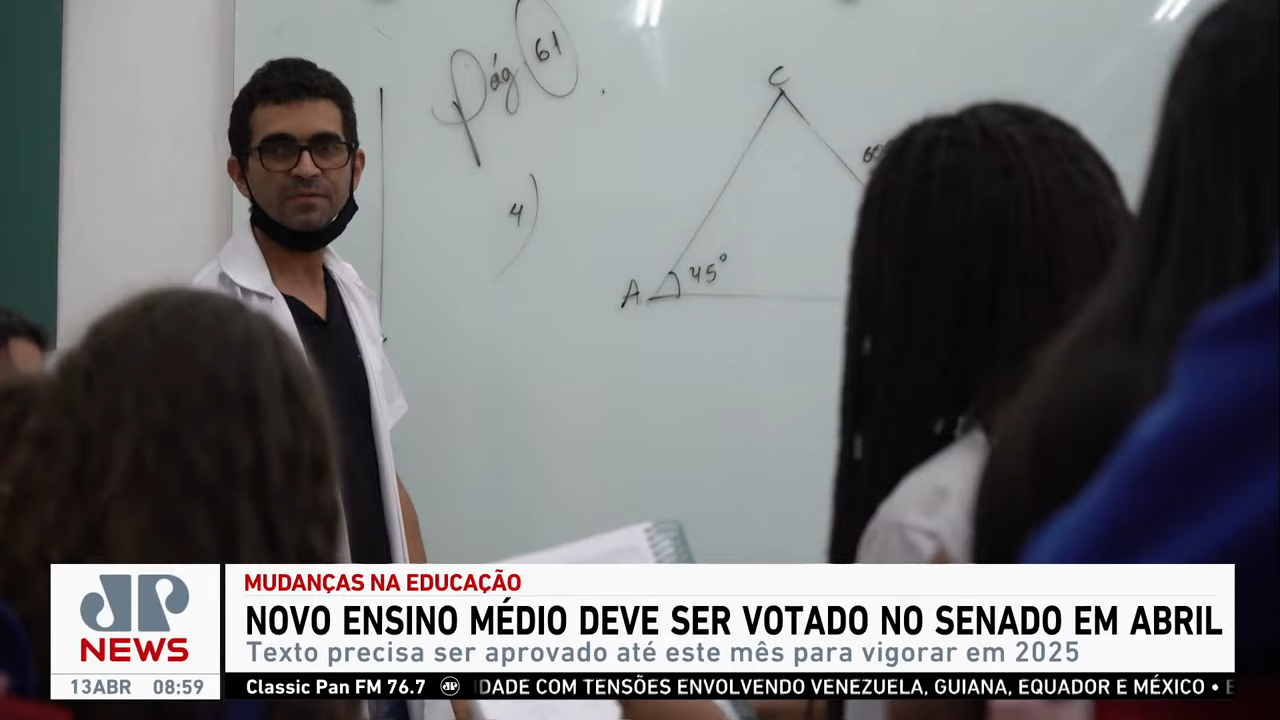 Pág. 61
4)
C
60
A
45°
JP
NEWS
MUDANÇAS NA EDUCAÇÃO
NOVO ENSINO MÉDIO DEVE SER VOTADO NO SENADO EM ABRIL
Texto precisa ser aprovado até este mês para vigorar em 2025
13ABR 08:59
Classic Pan FM 76.7 JP IDADE COM TENSÕES ENVOLVENDO VENEZUELA, GUIANA, EQUADOR E MÉXICO •